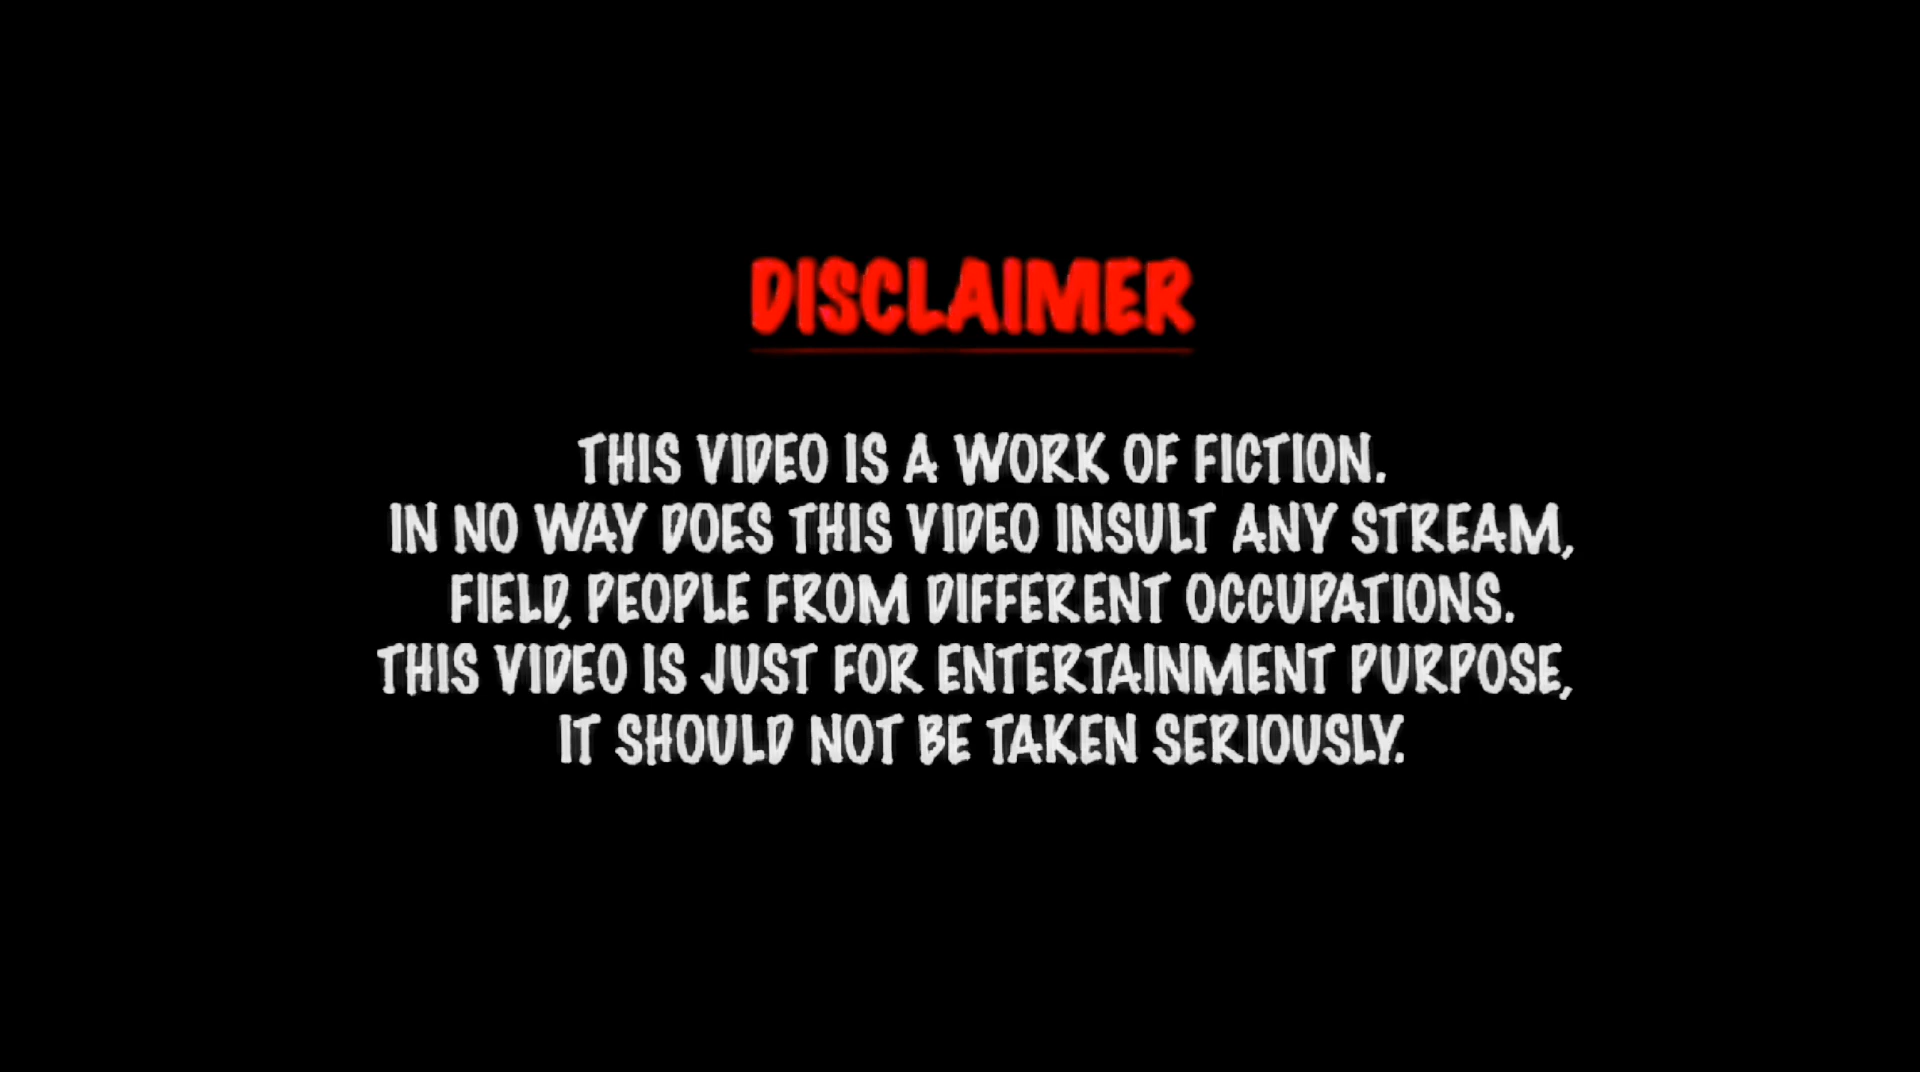 DISCLAIMER
THIS VIDEO IS A WORK OF FICTION.
IN NO WAY DOES THIS VIDEO INSULT ANY STREAM,
FIELD, PEOPLE FROM DIFFERENT OCCUPATIONS.
THIS VIDEO IS JUST FOR ENTERTAINMENT PURPOSE,
IT SHOULD NOT BE TAKEN SERIOUSLY.